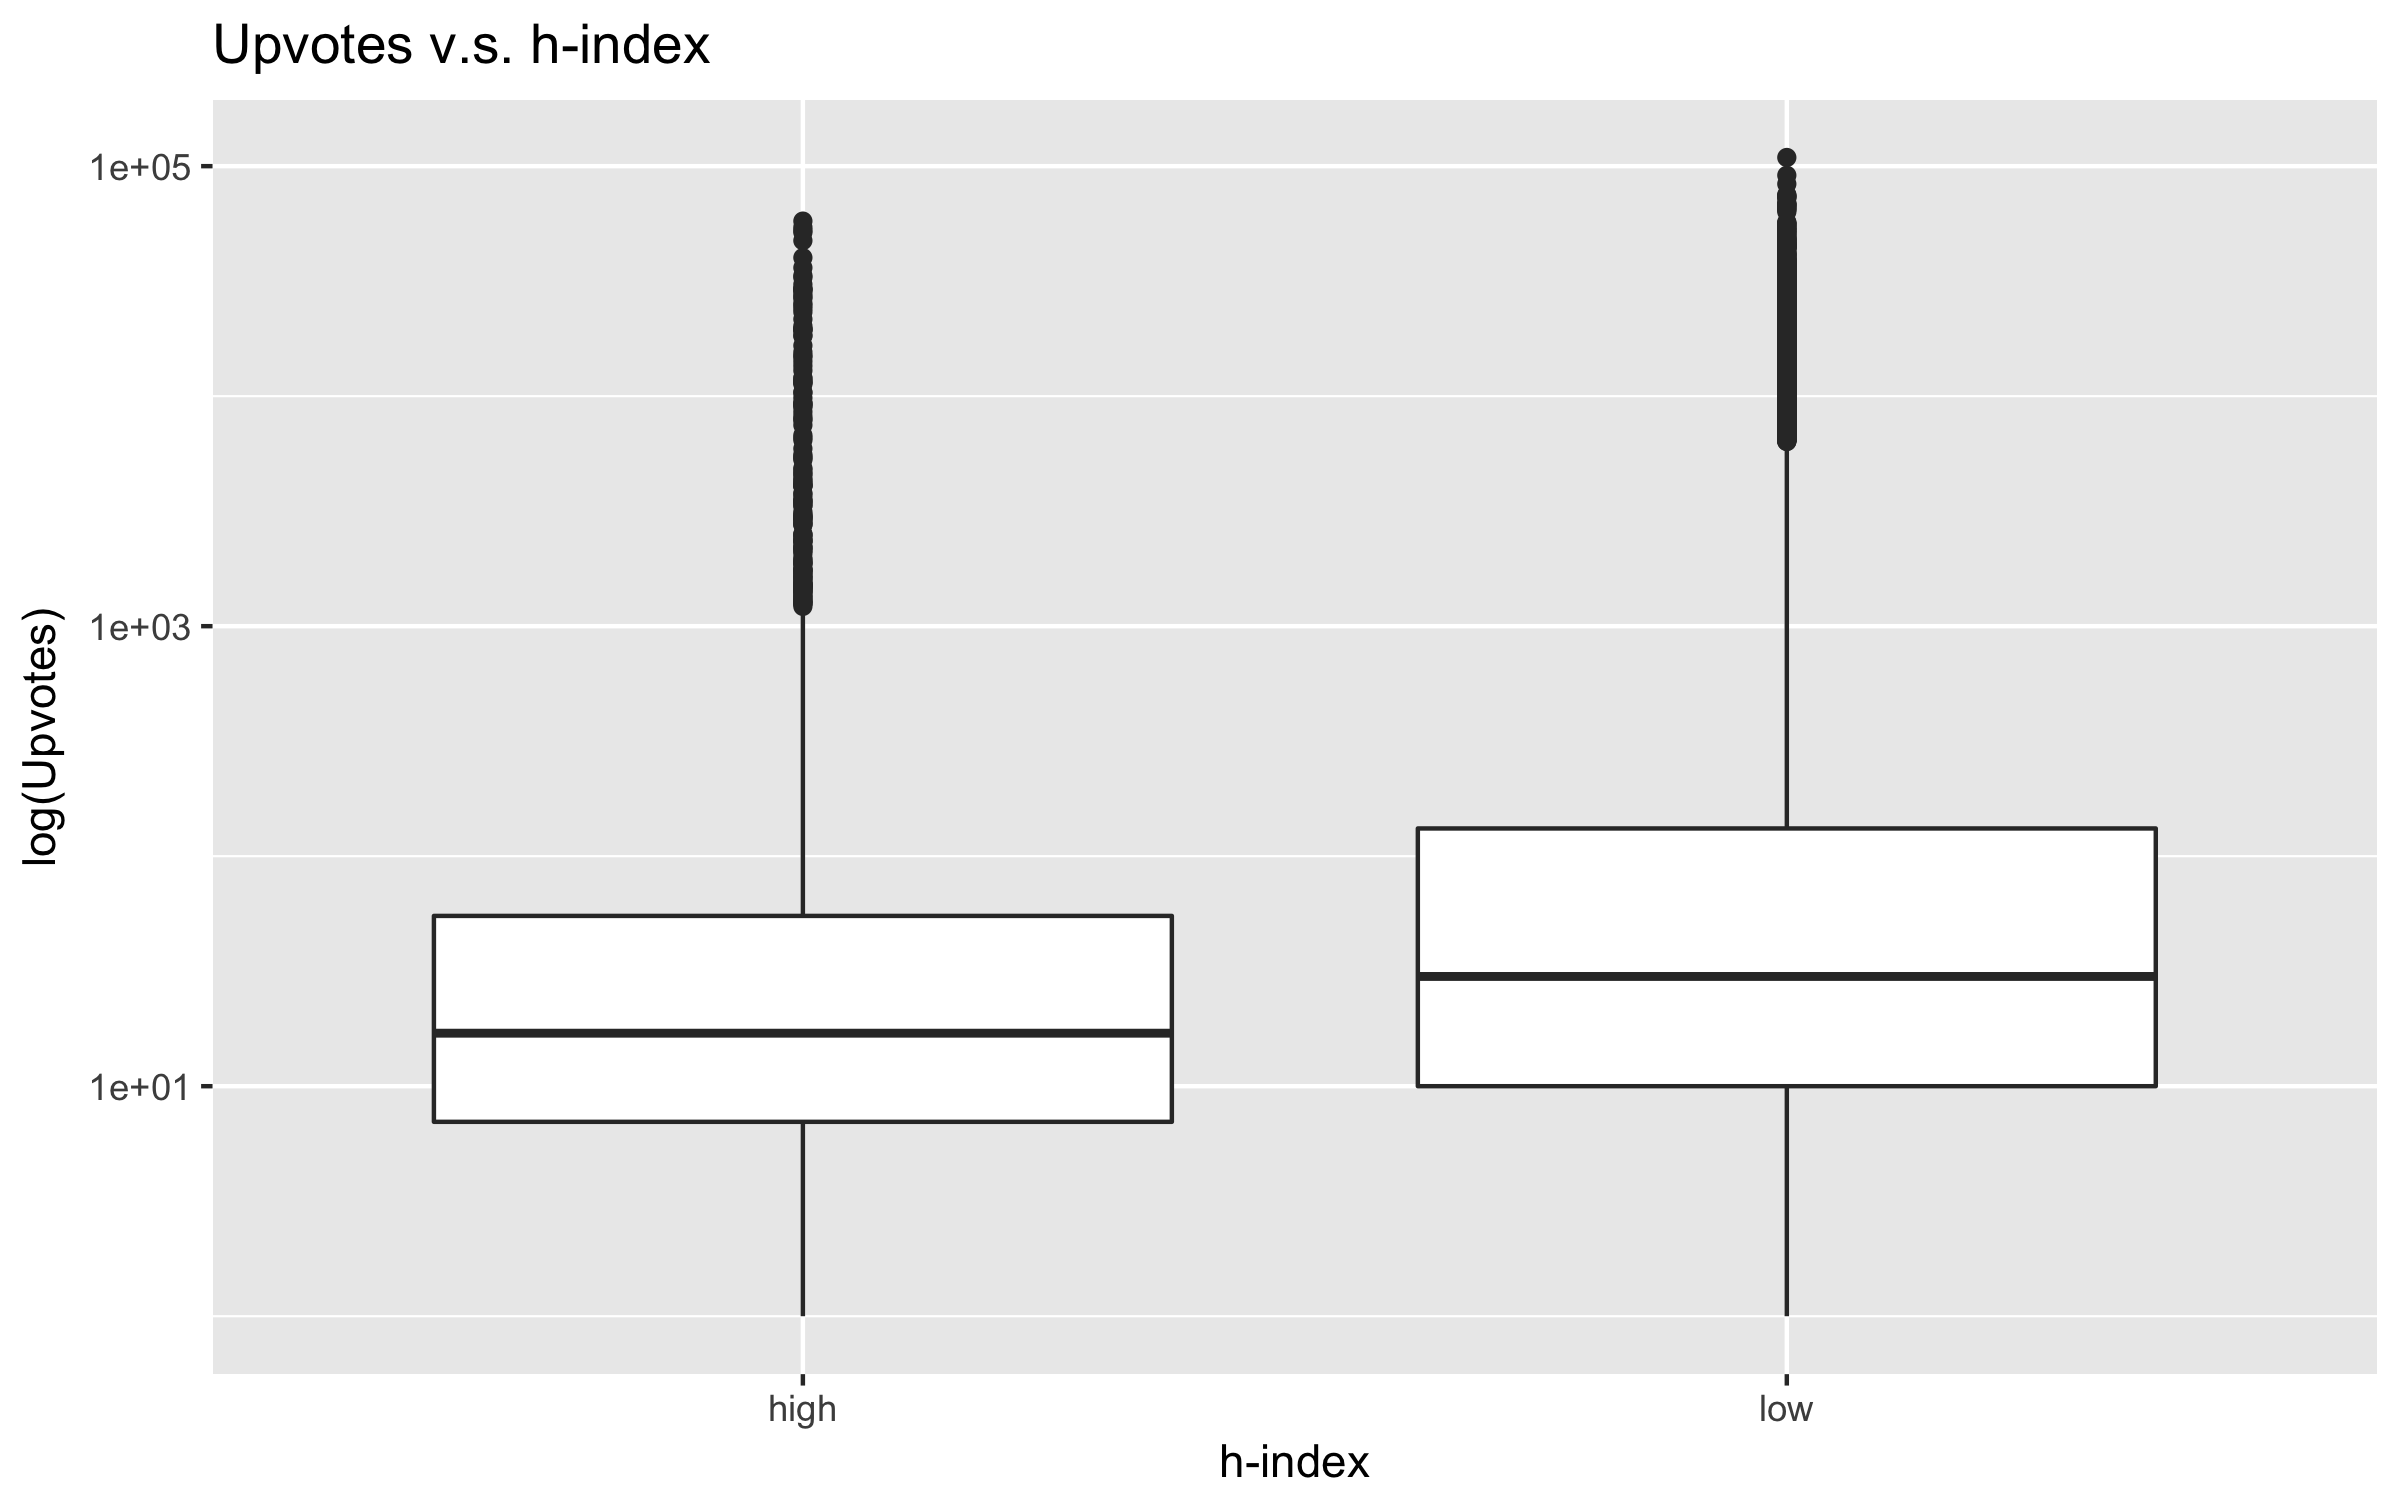 Upvotes v.s. h-index
log(Upvotes)
1e+05
1e+03
1e+01
high
low
h-index